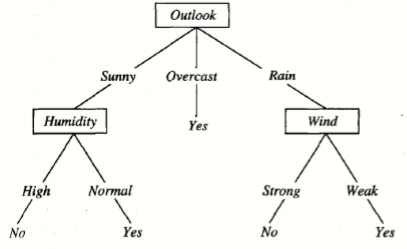 Outlook
Sunny Overcast Rain
Humidity Yes Wind
High Normal Strong Weak
No Yes No Yes